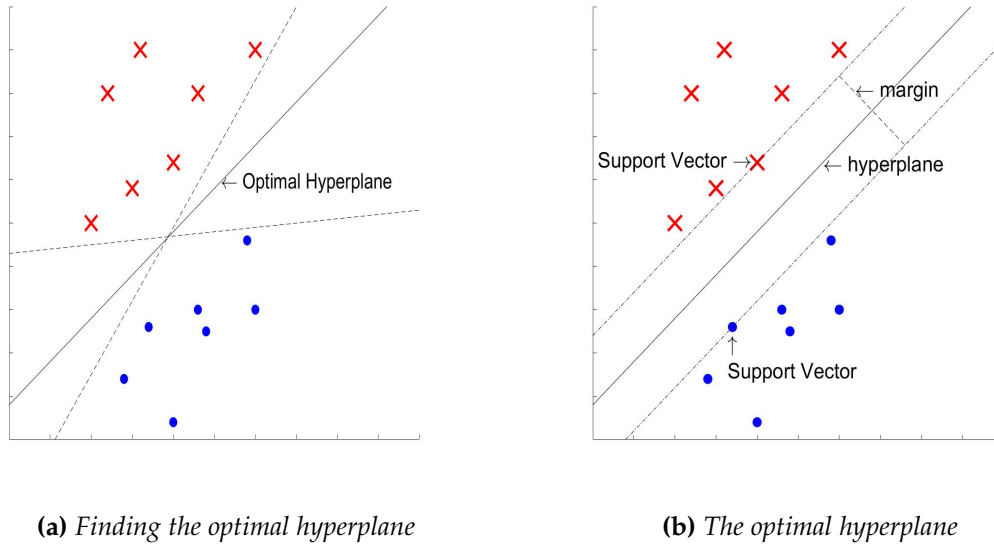 ← Optimal Hyperplane
← margin
Support Vector→
← hyperplane
↑
Support Vector
(a) Finding the optimal hyperplane
(b) The optimal hyperplane